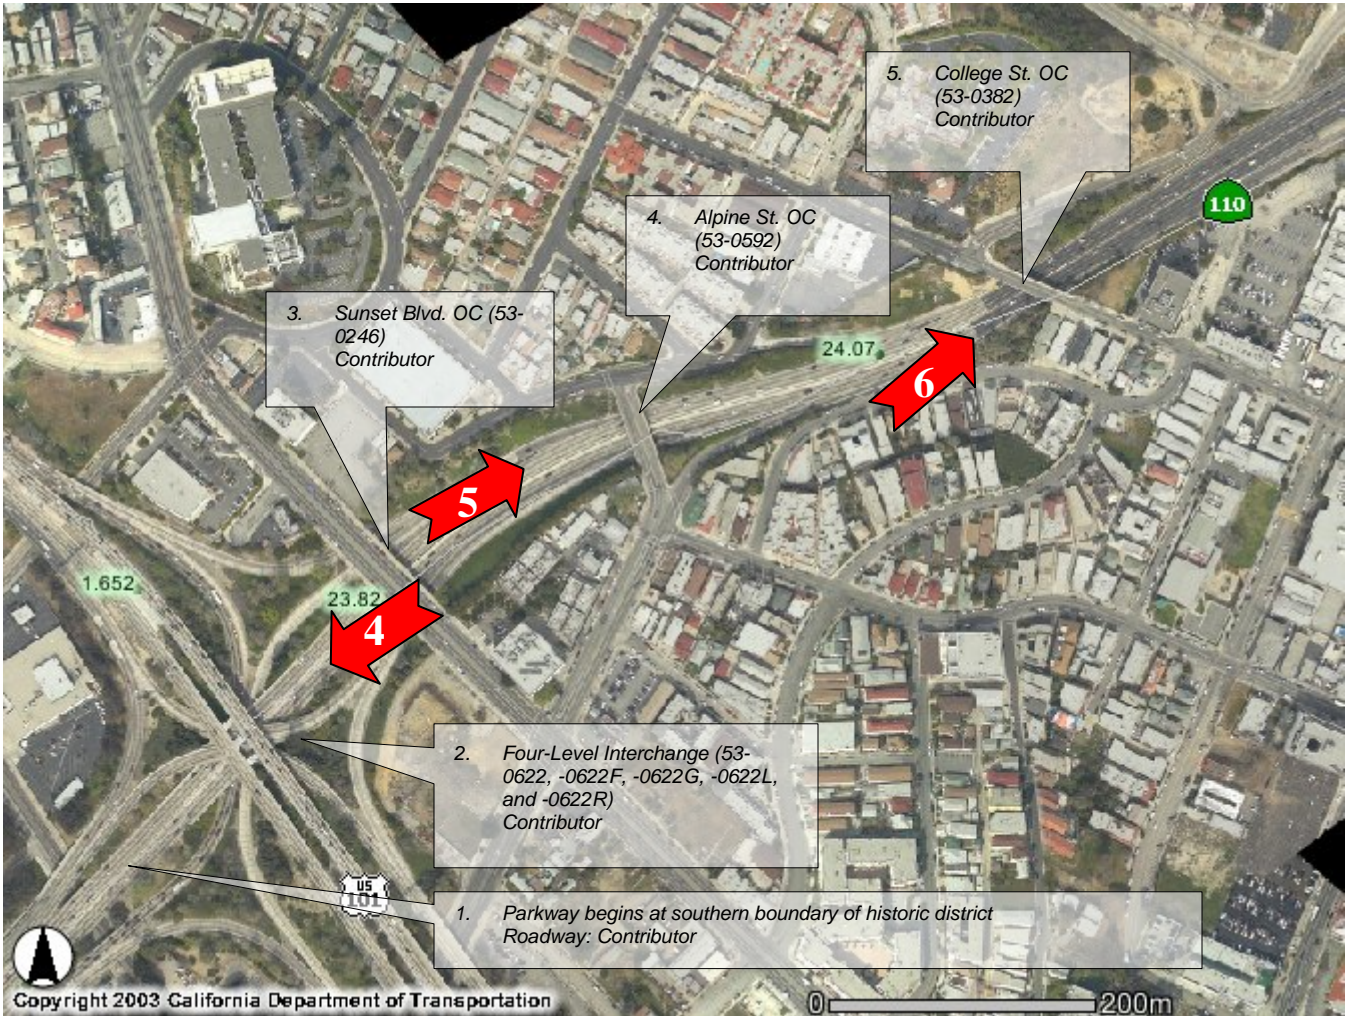 5. College St. OC
(53-0382)
Contributor
110
4. Alpine St. OC
(53-0592)
Contributor
3. Sunset Blvd. OC (53-
0246)
Contributor
24.07
6
5
1.652
23.82
4
2. Four-Level Interchange (53-
0622, -0622F, -0622G, -0622L,
and -0622R)
Contributor
US
101
1. Parkway begins at southern boundary of historic district
Roadway: Contributor
Copyright 2003 California Department of Transportation
0 200m